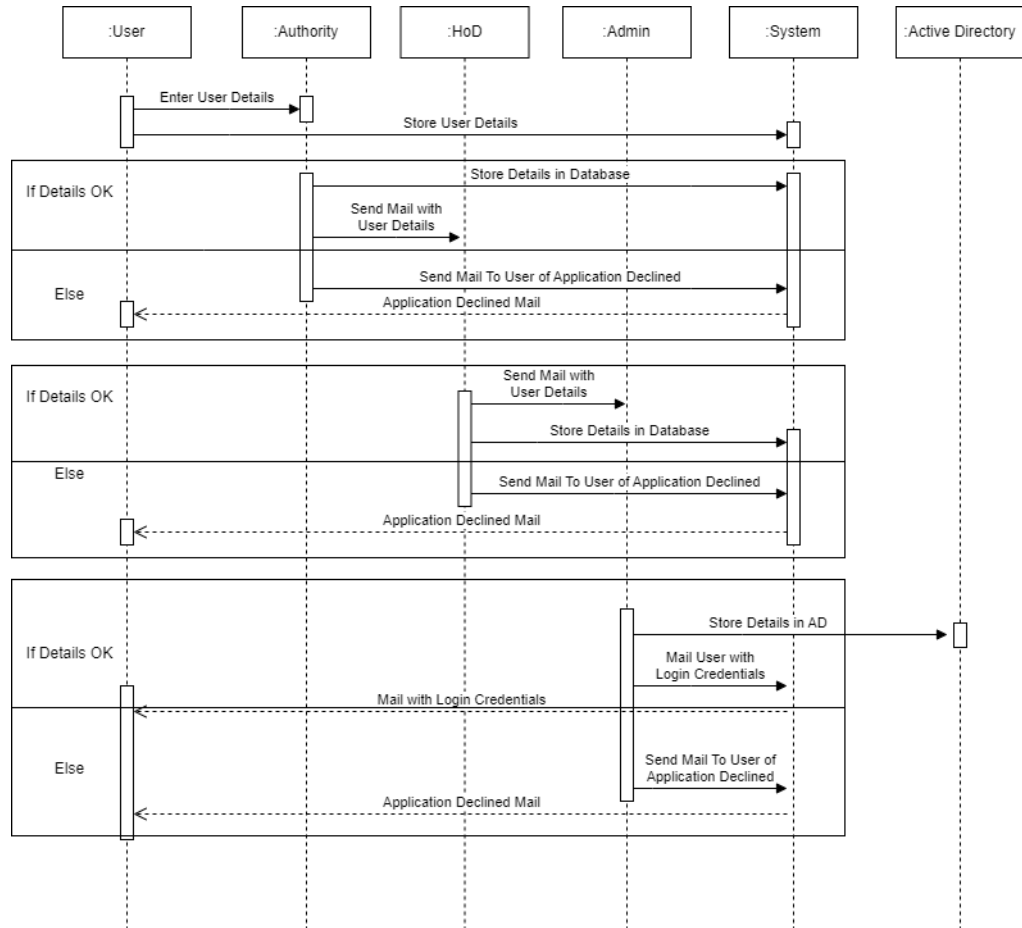 :User
:Authority
:HoD
:Admin
:System
:Active Directory
Enter User Details
Store User Details
If Details OK
Store Details in Database
Send Mail with
User Details
Else
Send Mail To User of Application Declined
Application Declined Mail
If Details OK
Send Mail with
User Details
Store Details in Database
Else
Send Mail To User of Application Declined
Application Declined Mail
If Details OK
Store Details in AD
Mail User with
Login Credentials
Mail with Login Credentials
Else
Send Mail To User of
Application Declined
Application Declined Mail